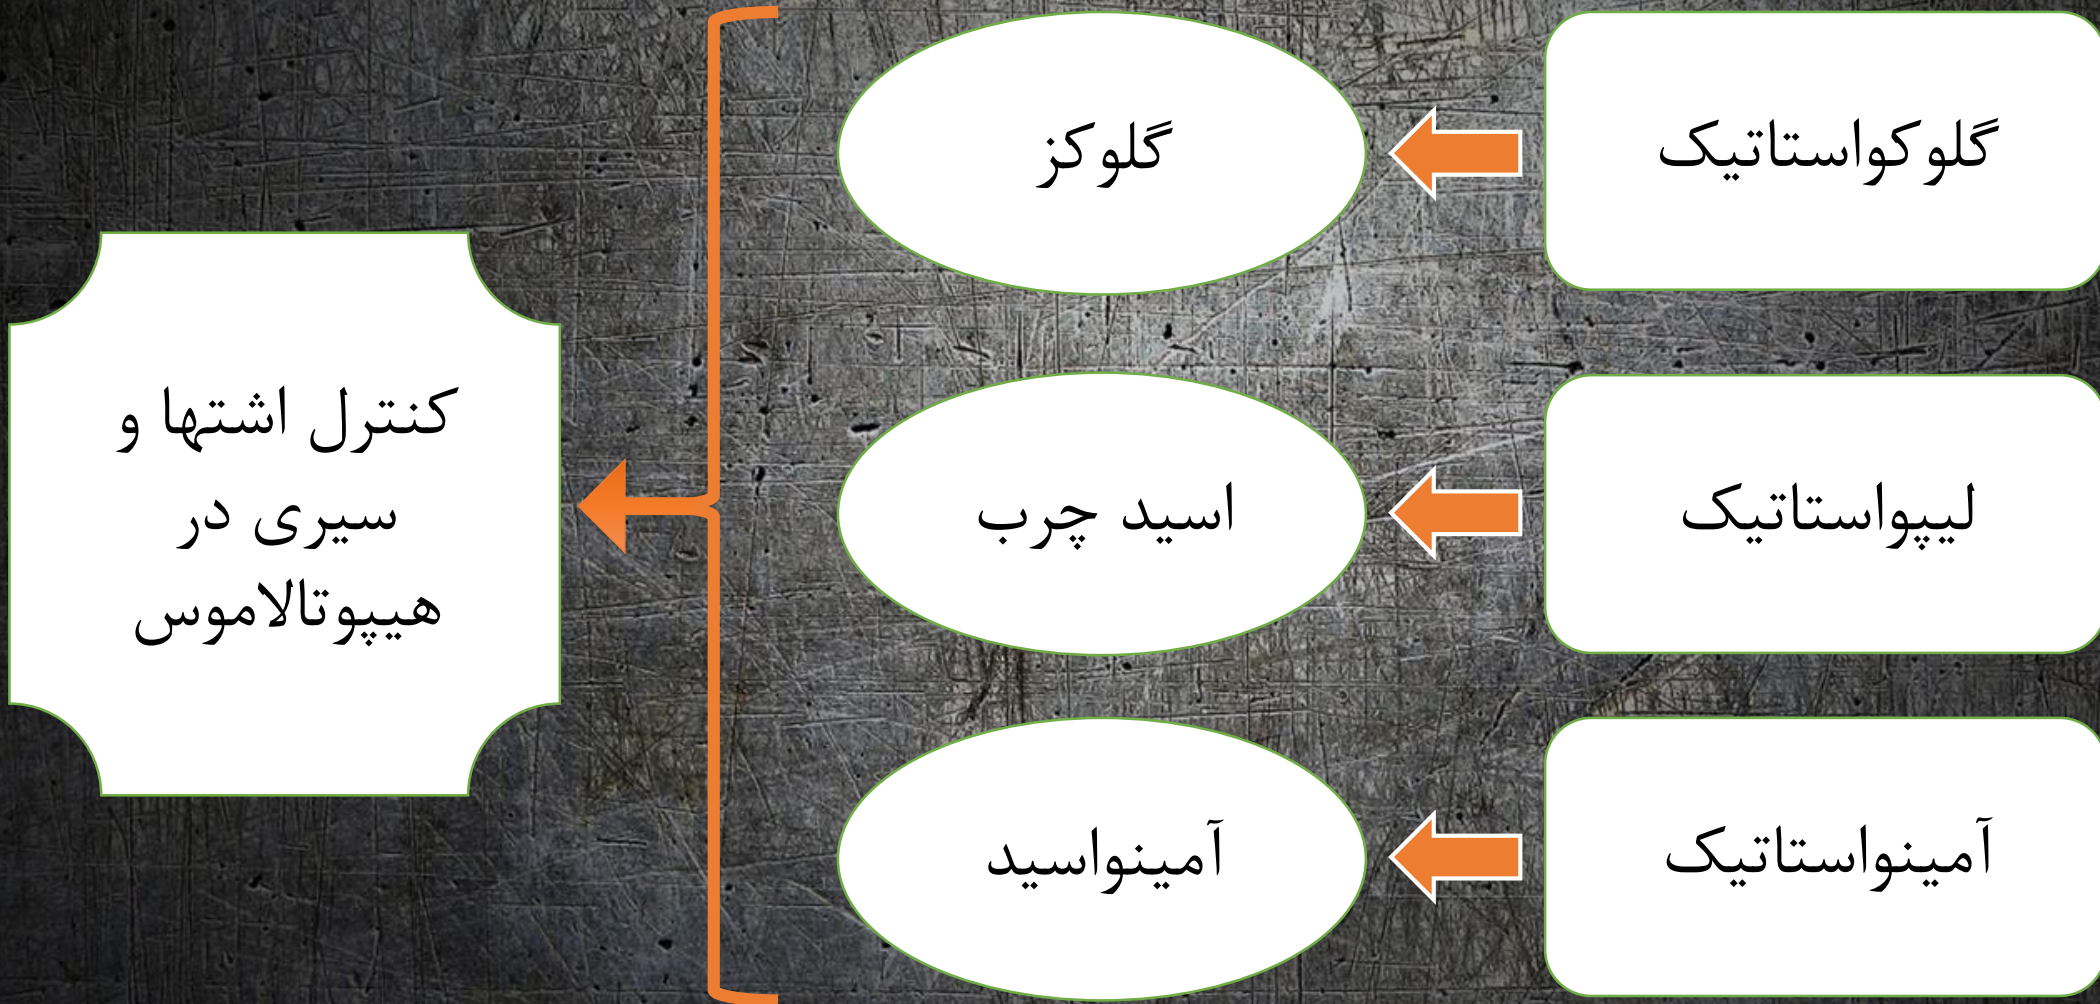 گلوکواستاتیک
گلوکز
لیپواستاتیک
اسید چرب
آمینواستاتیک
آمینواسید
کنترل اشتها و
سیری در
هیپوتالاموس